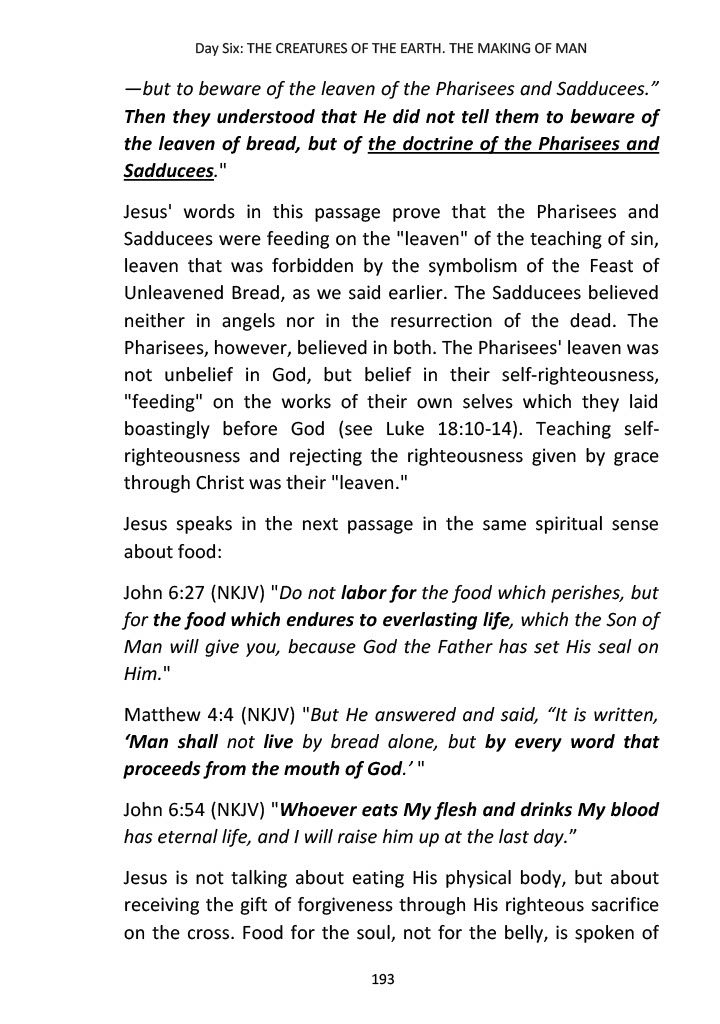 Day Six: THE CREATURES OF THE EARTH. THE MAKING OF MAN
—but to beware of the leaven of the Pharisees and Sadducees.”
Then they understood that He did not tell them to beware of
the leaven of bread, but of the doctrine of the Pharisees and
Sadducees."
Jesus' words in this passage prove that the Pharisees and
Sadducees were feeding on the "leaven" of the teaching of sin,
leaven that was forbidden by the symbolism of the Feast of
Unleavened Bread, as we said earlier. The Sadducees believed
neither in angels nor in the resurrection of the dead. The
Pharisees, however, believed in both. The Pharisees' leaven was
not unbelief in God, but belief in their self-righteousness,
"feeding" on the works of their own selves which they laid
boastingly before God (see Luke 18:10-14). Teaching self-
righteousness and rejecting the righteousness given by grace
through Christ was their "leaven."
Jesus speaks in the next passage in the same spiritual sense
about food:
John 6:27 (NKJV) "Do not labor for the food which perishes, but
for the food which endures to everlasting life, which the Son of
Man will give you, because God the Father has set His seal on
Him."
Matthew 4:4 (NKJV) "But He answered and said, “It is written,
‘Man shall not live by bread alone, but by every word that
proceeds from the mouth of God.’ "
John 6:54 (NKJV) "Whoever eats My flesh and drinks My blood
has eternal life, and I will raise him up at the last day.”
Jesus is not talking about eating His physical body, but about
receiving the gift of forgiveness through His righteous sacrifice
on the cross. Food for the soul, not for the belly, is spoken of
193